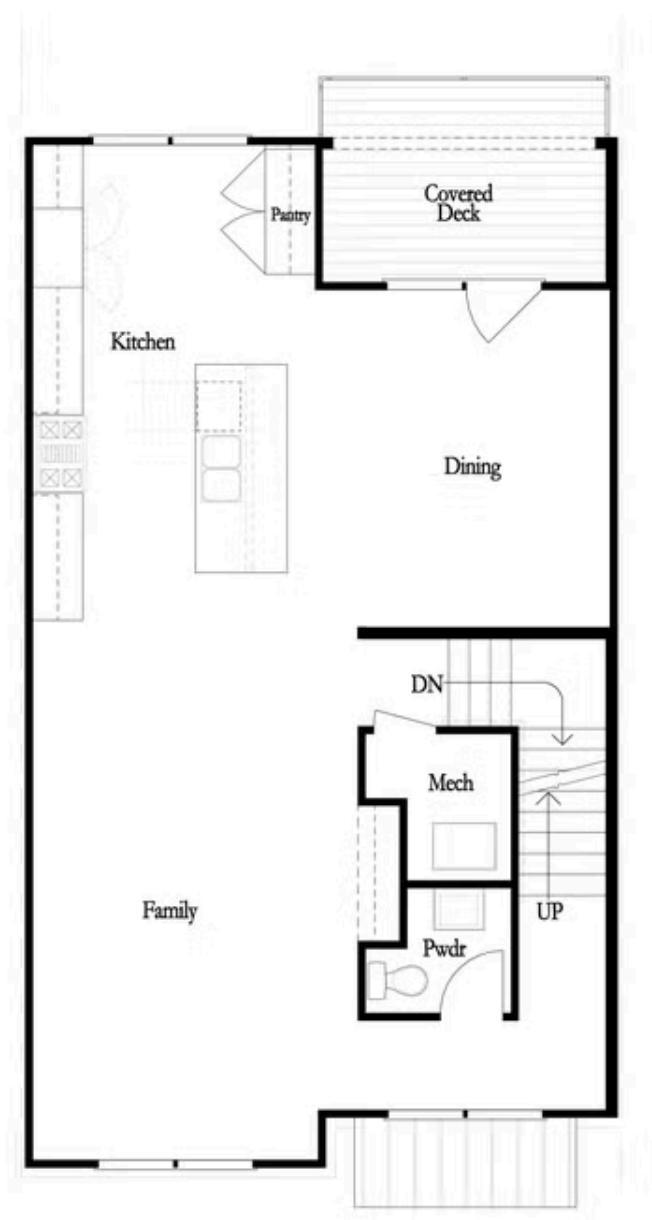 Covered
Deck
Pantry
Kitchen
Dining
DN
Mech
Family
UP
Pwdr